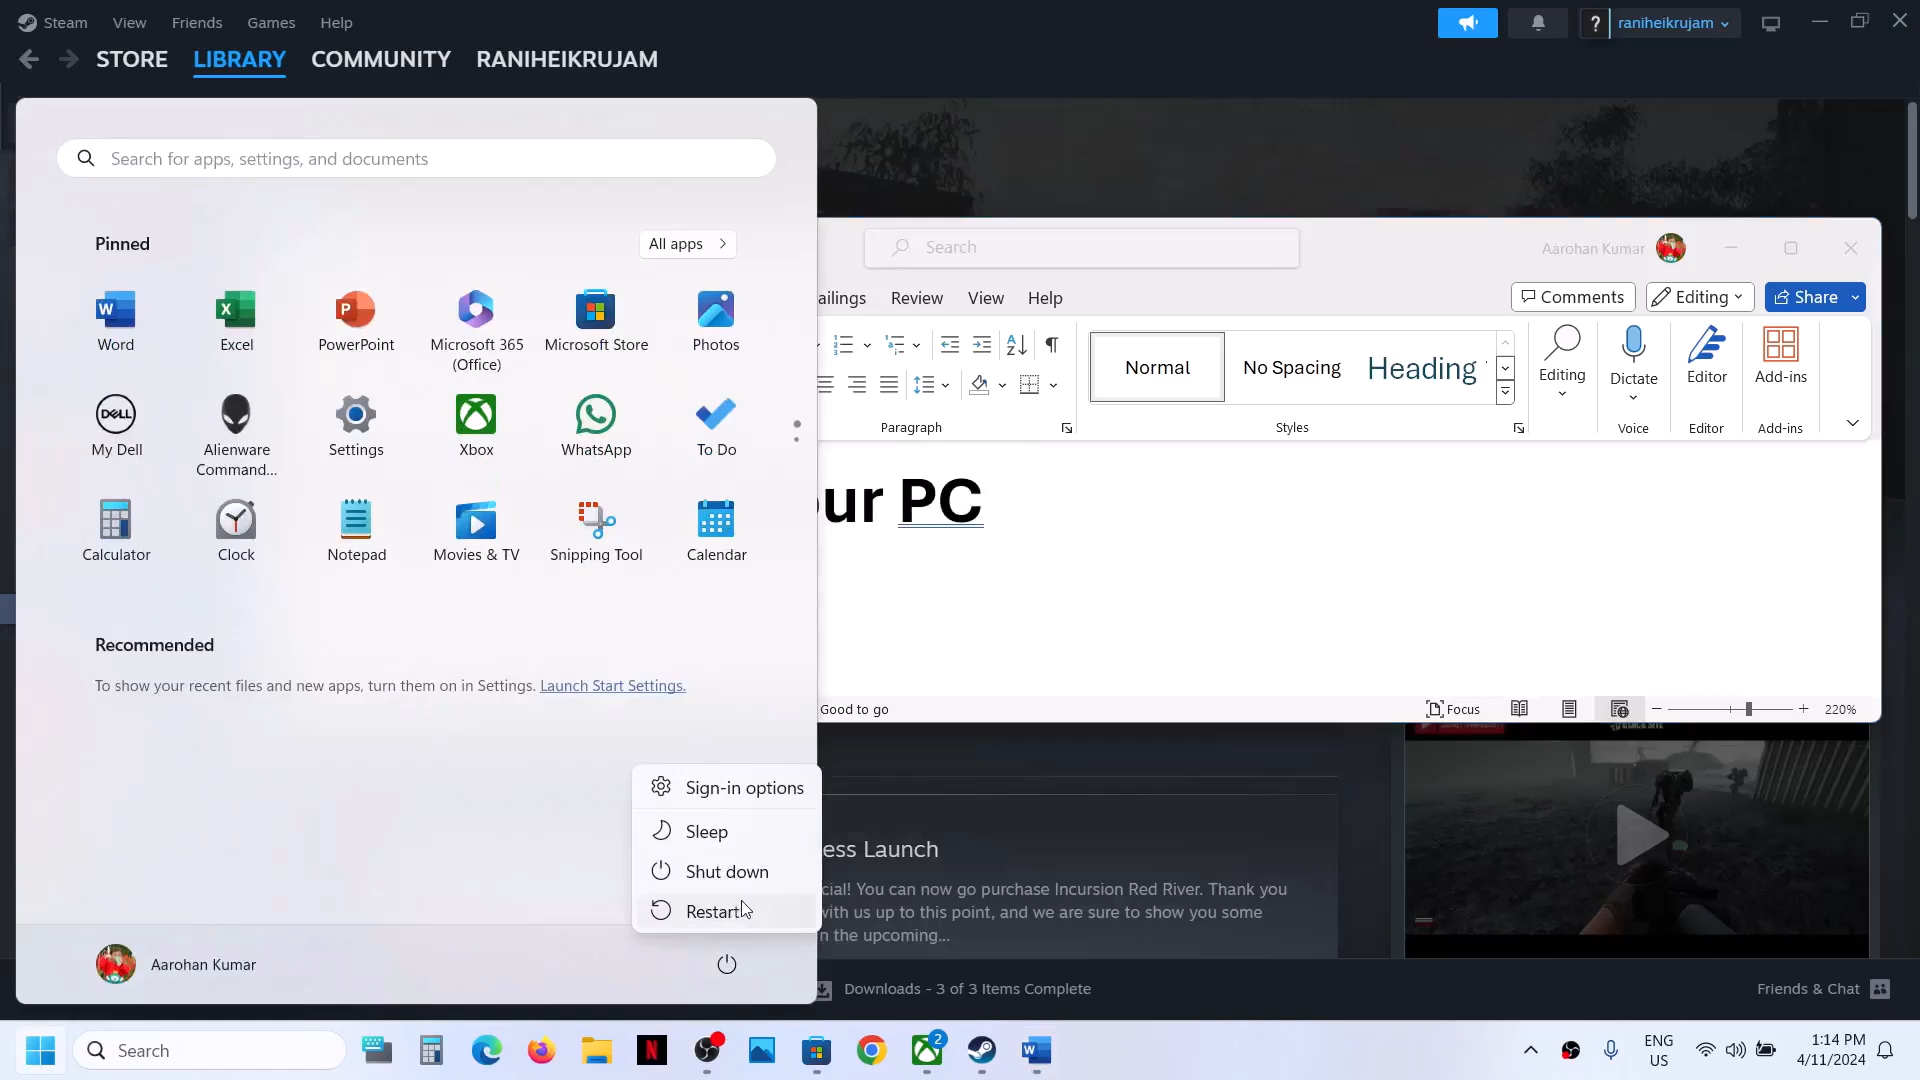 Steam View Friends Games Help
? raniheikrujam
STORE LIBRARY COMMUNITY RANIHEIKRUJAM
Search for apps, settings, and documents
Pinned
All apps
Word Excel PowerPoint Microsoft 365 (Office) Microsoft Store Photos
My Dell Alienware Command... Settings Xbox WhatsApp To Do
Calculator Clock Notepad Movies & TV Snipping Tool Calendar
Recommended
To show your recent files and new apps, turn them on in Settings. Launch Start Settings.
Sign-in options
Sleep
Shut down
Restart
Aarohan Kumar
Search
Aarohan Kumar
ailings Review View Help
Comments Editing Share
Normal No Spacing Heading
Editing Dictate Editor Add-ins
Paragraph Styles Voice Editor Add-ins
our PC
Good to go
Focus
220%
ess Launch
cial! You can now go purchase Incursion Red River. Thank you
with us up to this point, and we are sure to show you some
n the upcoming...
Downloads - 3 of 3 Items Complete
Friends & Chat
Search
2
ENG
US
1:14 PM
4/11/2024